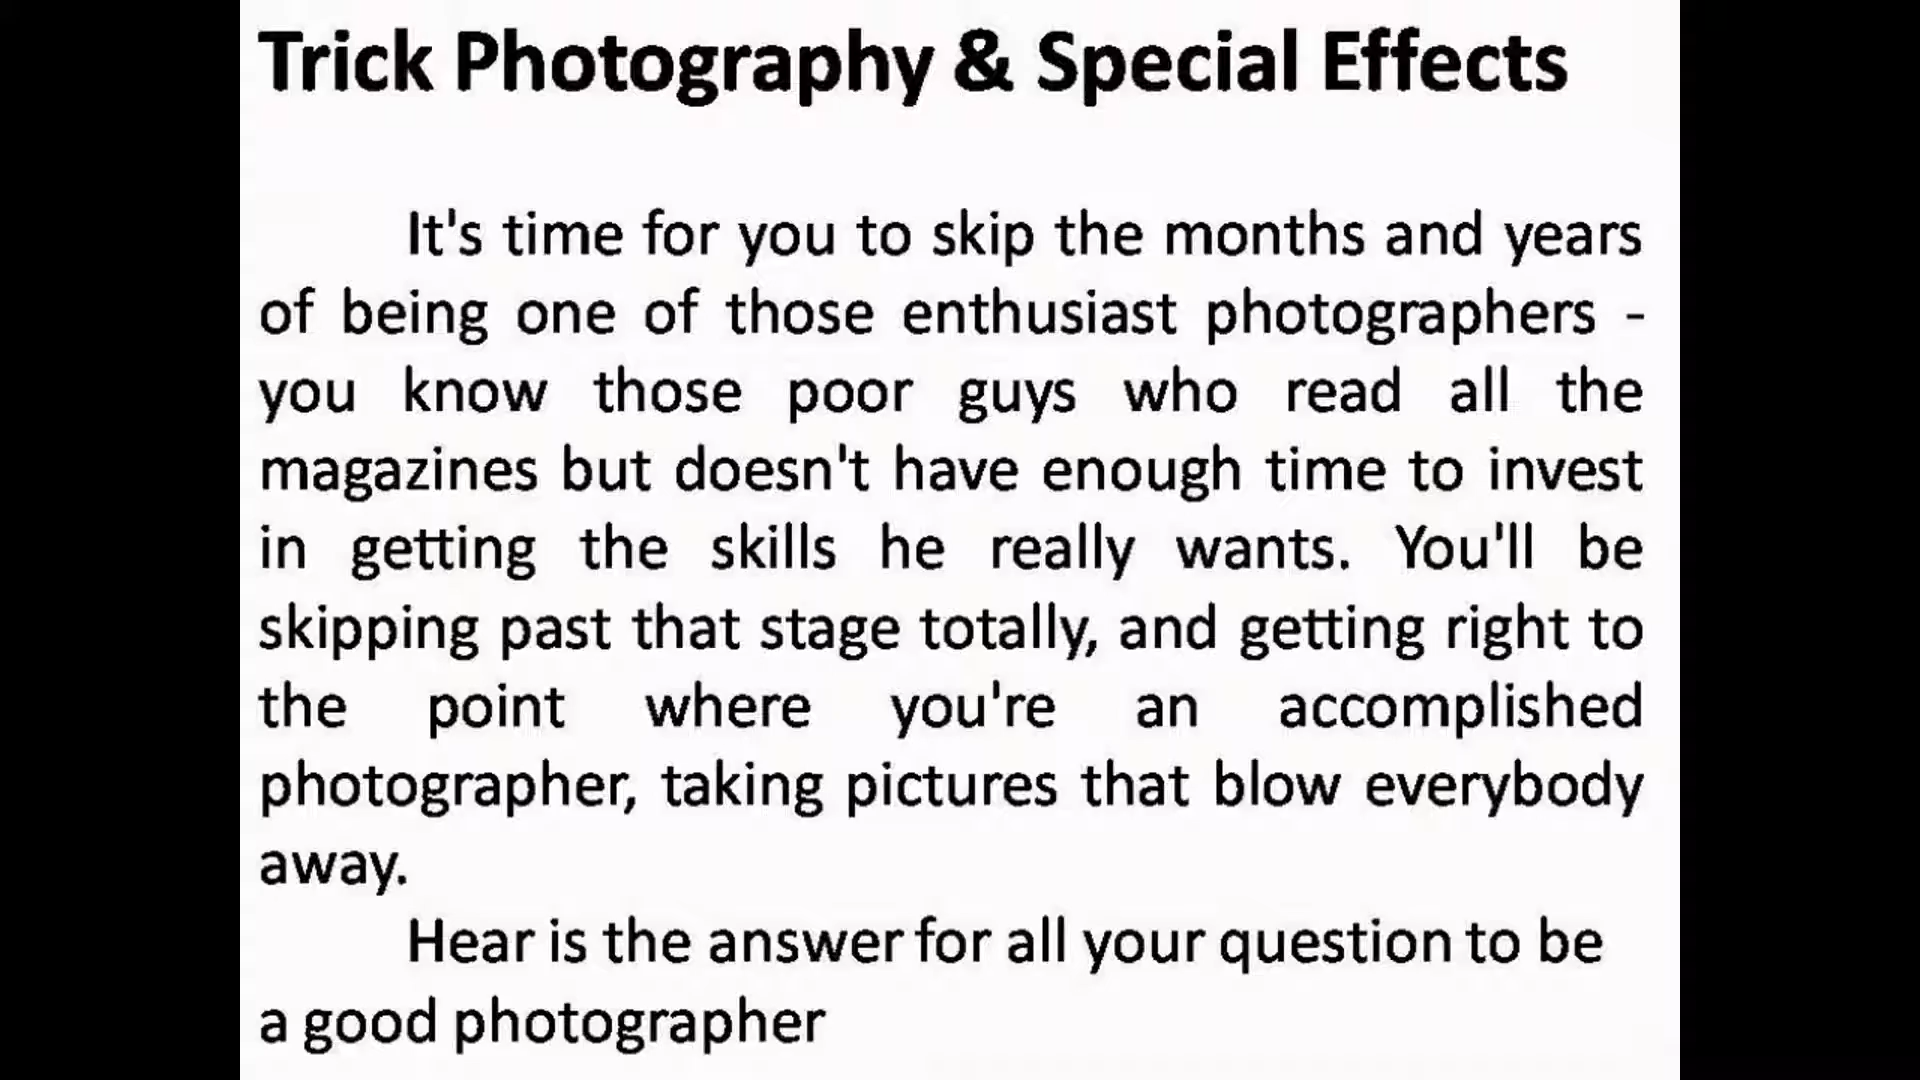 Trick Photography & Special Effects
It's time for you to skip the months and years
of being one of those enthusiast photographers -
you know those poor guys who read all the
magazines but doesn't have enough time to invest
in getting the skills he really wants. You'll be
skipping past that stage totally, and getting right to
the point where you're an accomplished
photographer, taking pictures that blow everybody
away.
Hear is the answer for all your question to be
a good photographer